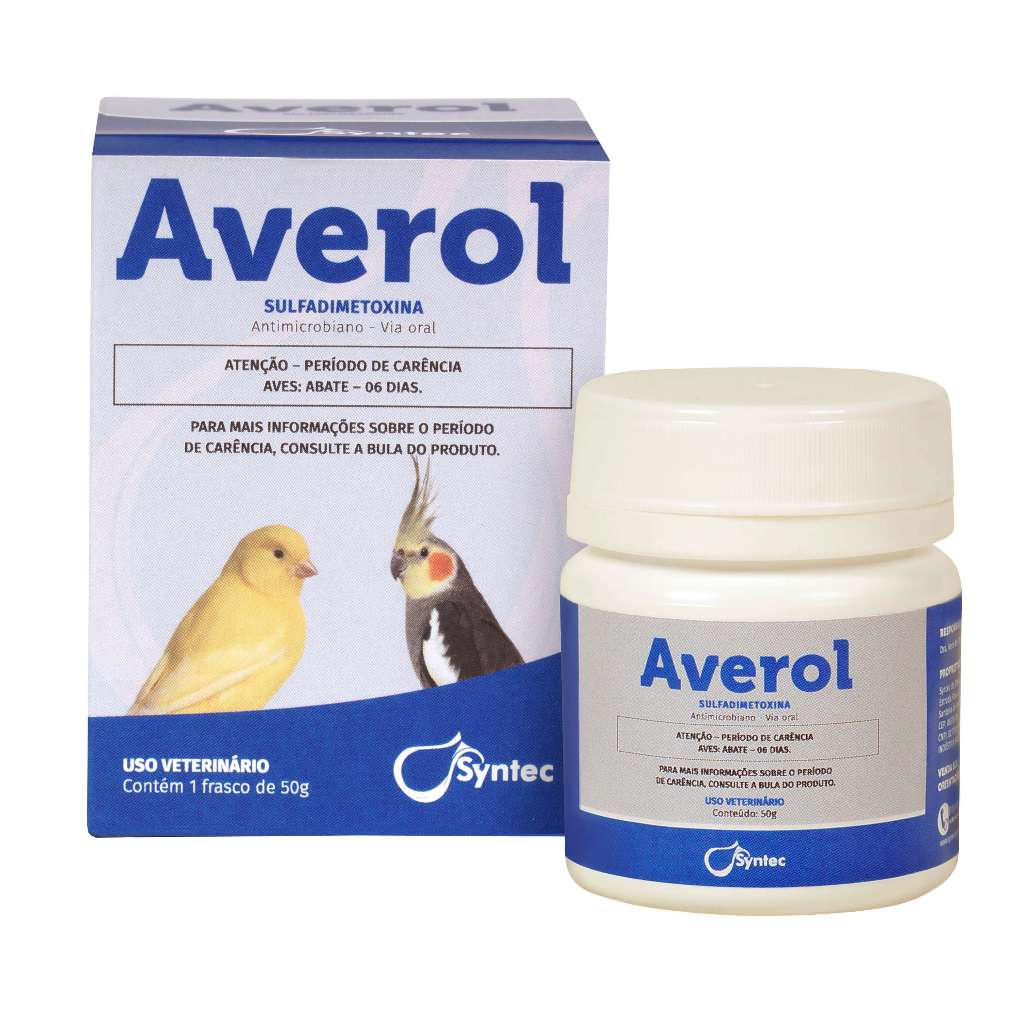 Averol
Syntec
Averol
SULFADIMETOXINA
Antimicrobiano - Via oral
ATENÇÃO – PERÍODO DE CARÊNCIA
AVES: ABATE – 06 DIAS.
PARA MAIS INFORMAÇÕES SOBRE O PERÍODO
DE CARÊNCIA, CONSULTE A BULA DO PRODUTO.
USO VETERINÁRIO
Contém 1 frasco de 50g
Syntec
Averol
SULFADIMETOXINA
Antimicrobiano - Via oral
ATENÇÃO – PERÍODO DE CARÊNCIA
AVES: ABATE – 06 DIAS.
PARA MAIS INFORMAÇÕES SOBRE O PERÍODO
DE CARÊNCIA, CONSULTE A BULA DO PRODUTO.
USO VETERINÁRIO
Conteúdo: 50g
Syntec